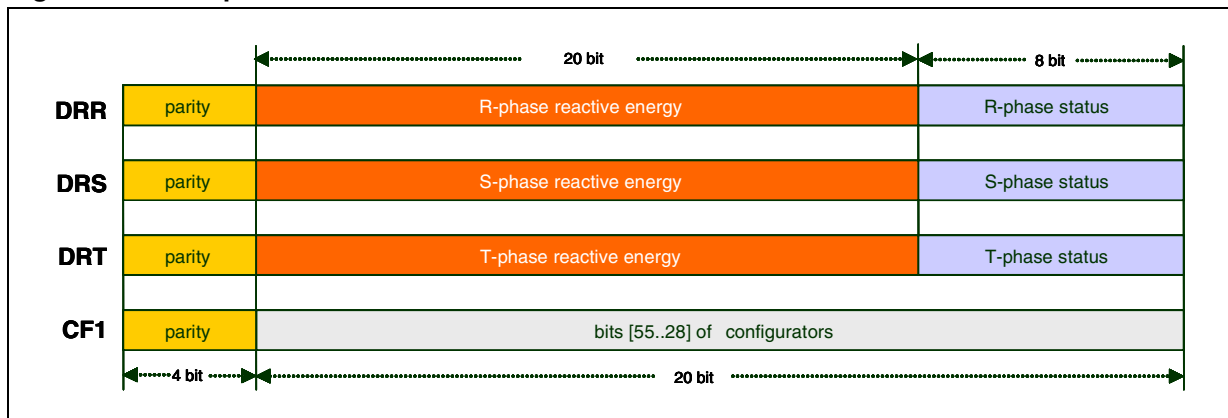 20 bit 8 bit
DRR parity R-phase reactive energy R-phase status
DRS parity S-phase reactive energy S-phase status
DRT parity T-phase reactive energy T-phase status
CF1 parity bits [55..28] of configurators
4 bit 20 bit